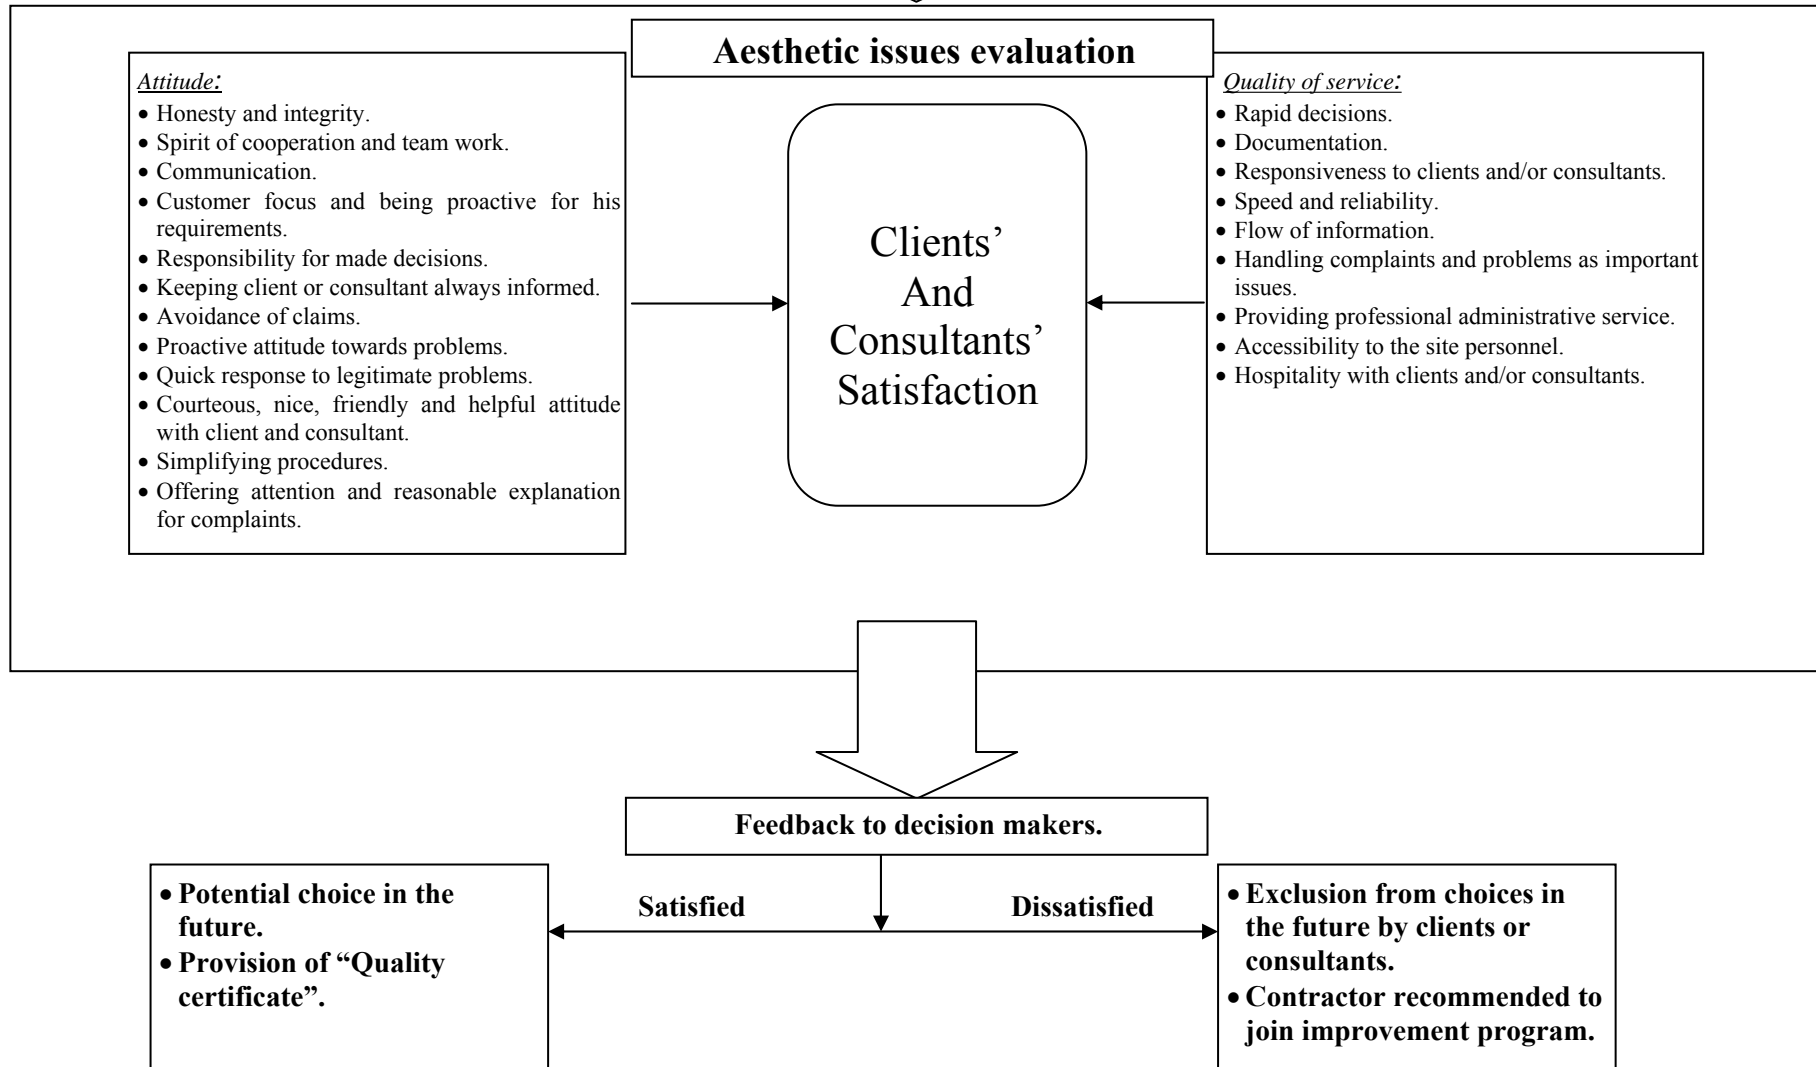 Aesthetic issues evaluation
Attitude:
• Honesty and integrity.
• Spirit of cooperation and team work.
• Communication.
• Customer focus and being proactive for his
requirements.
• Responsibility for made decisions.
• Keeping client or consultant always informed.
• Avoidance of claims.
• Proactive attitude towards problems.
• Quick response to legitimate problems.
• Courteous, nice, friendly and helpful attitude
with client and consultant.
• Simplifying procedures.
• Offering attention and reasonable explanation
for complaints.
Clients’
And
Consultants’
Satisfaction
Quality of service:
• Rapid decisions.
• Documentation.
• Responsiveness to clients and/or consultants.
• Speed and reliability.
• Flow of information.
• Handling complaints and problems as important
issues.
• Providing professional administrative service.
• Accessibility to the site personnel.
• Hospitality with clients and/or consultants.
Feedback to decision makers.
Satisfied
Dissatisfied
• Potential choice in the
future.
• Provision of “Quality
certificate”.
• Exclusion from choices in
the future by clients or
consultants.
• Contractor recommended to
join improvement program.